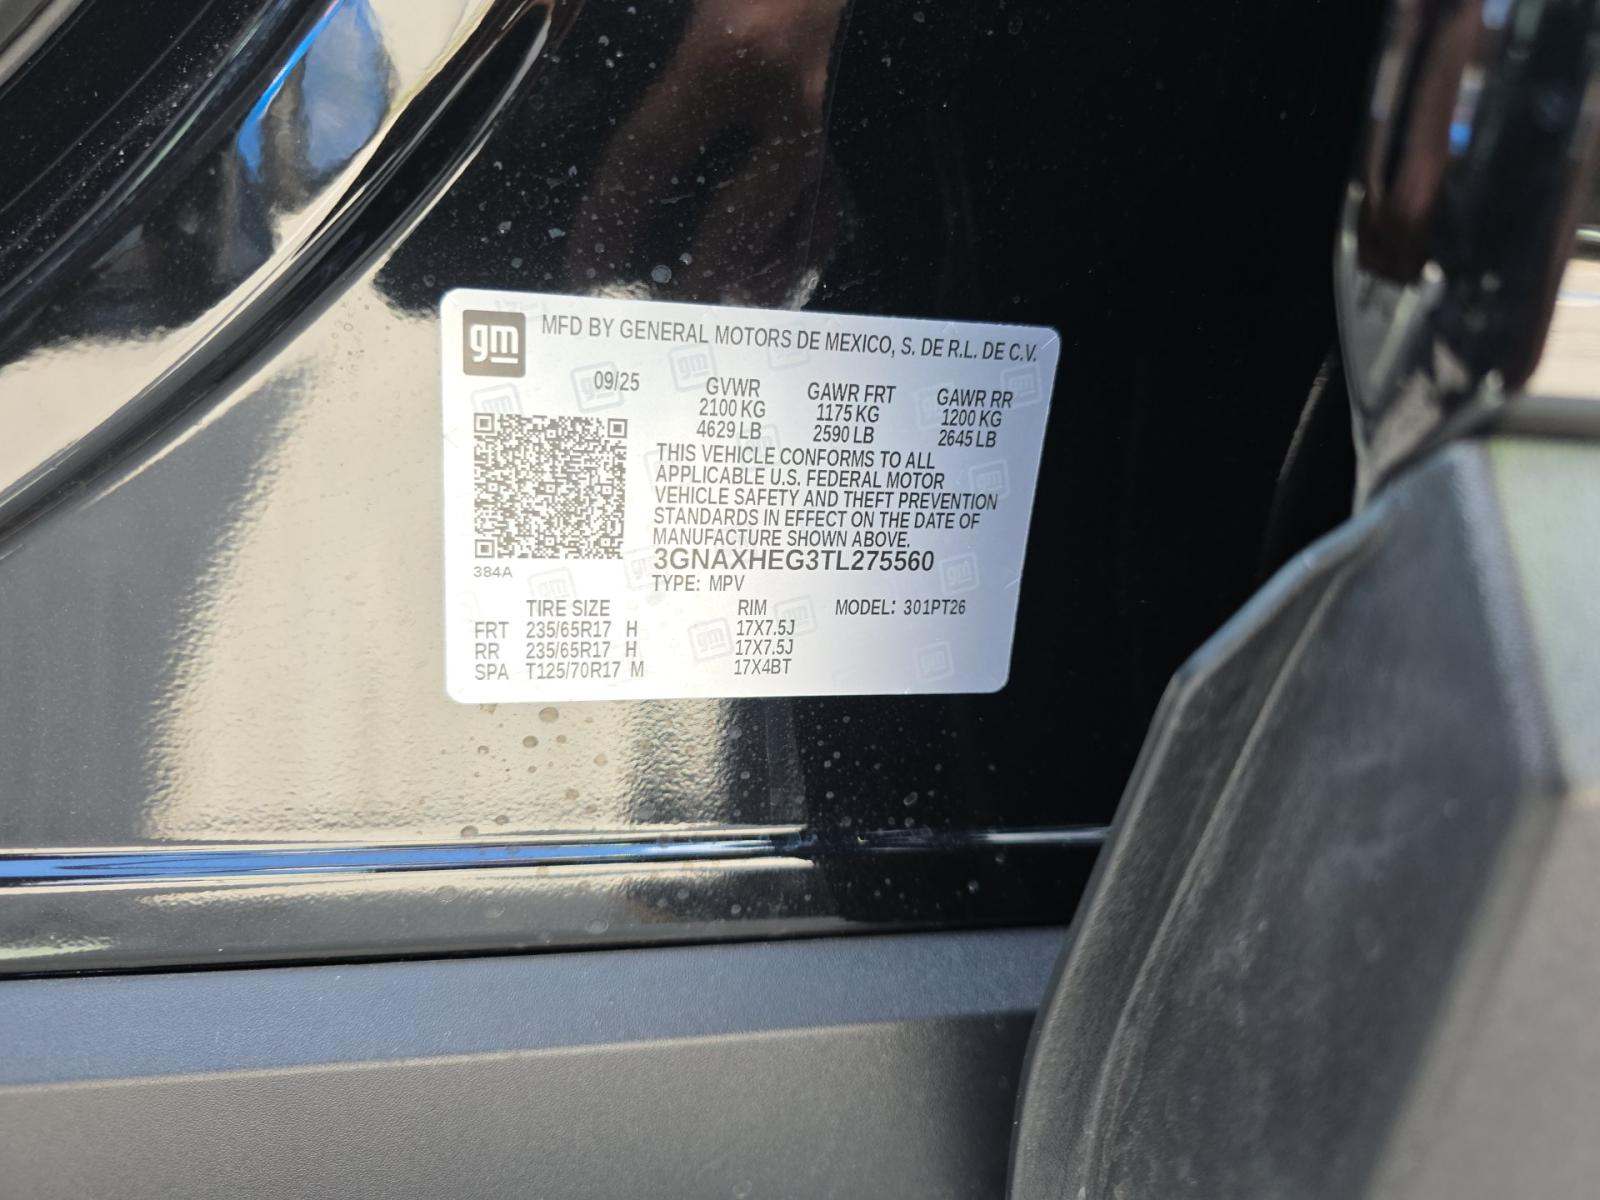 gm MFD BY GENERAL MOTORS DE MEXICO, S. DE R.L. DE C.V.
09/25 GVWR GAWR FRT GAWR RR
2100 KG 1175 KG 1200 KG
4629 LB 2590 LB 2645 LB
THIS VEHICLE CONFORMS TO ALL
APPLICABLE U.S. FEDERAL MOTOR
VEHICLE SAFETY AND THEFT PREVENTION
STANDARDS IN EFFECT ON THE DATE OF
MANUFACTURE SHOWN ABOVE.
3GNAXHEG3TL275560
384A TYPE: MPV
TIRE SIZE RIM MODEL: 301PT26
FRT 235/65R17 H 17X7.5J
RR 235/65R17 H 17X7.5J
SPA T125/70R17 M 17X4BT